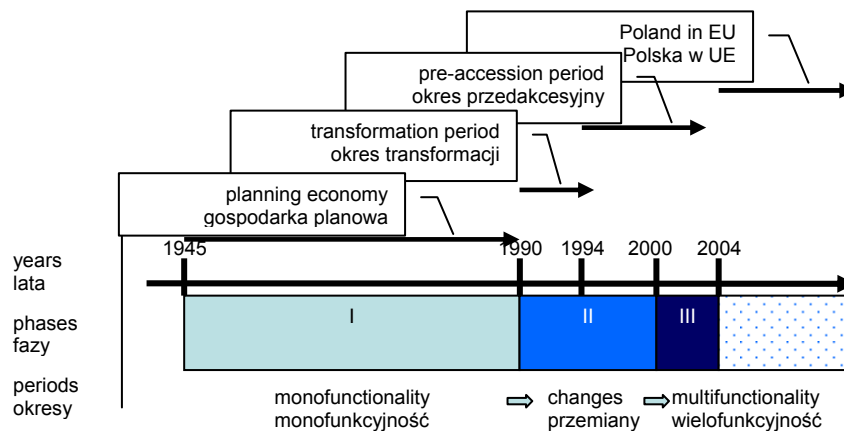 Poland in EU
Polska w UE
pre-accession period
okres przedakcesyjny
transformation period
okres transformacji
planning economy
gospodarka planowa
1945 1990 1994 2000 2004
years
lata
I II III
phases
fazy
periods
okresy
monofunctionality changes multifunctionality
monofunkcyjność przemiany wielofunkcyjność